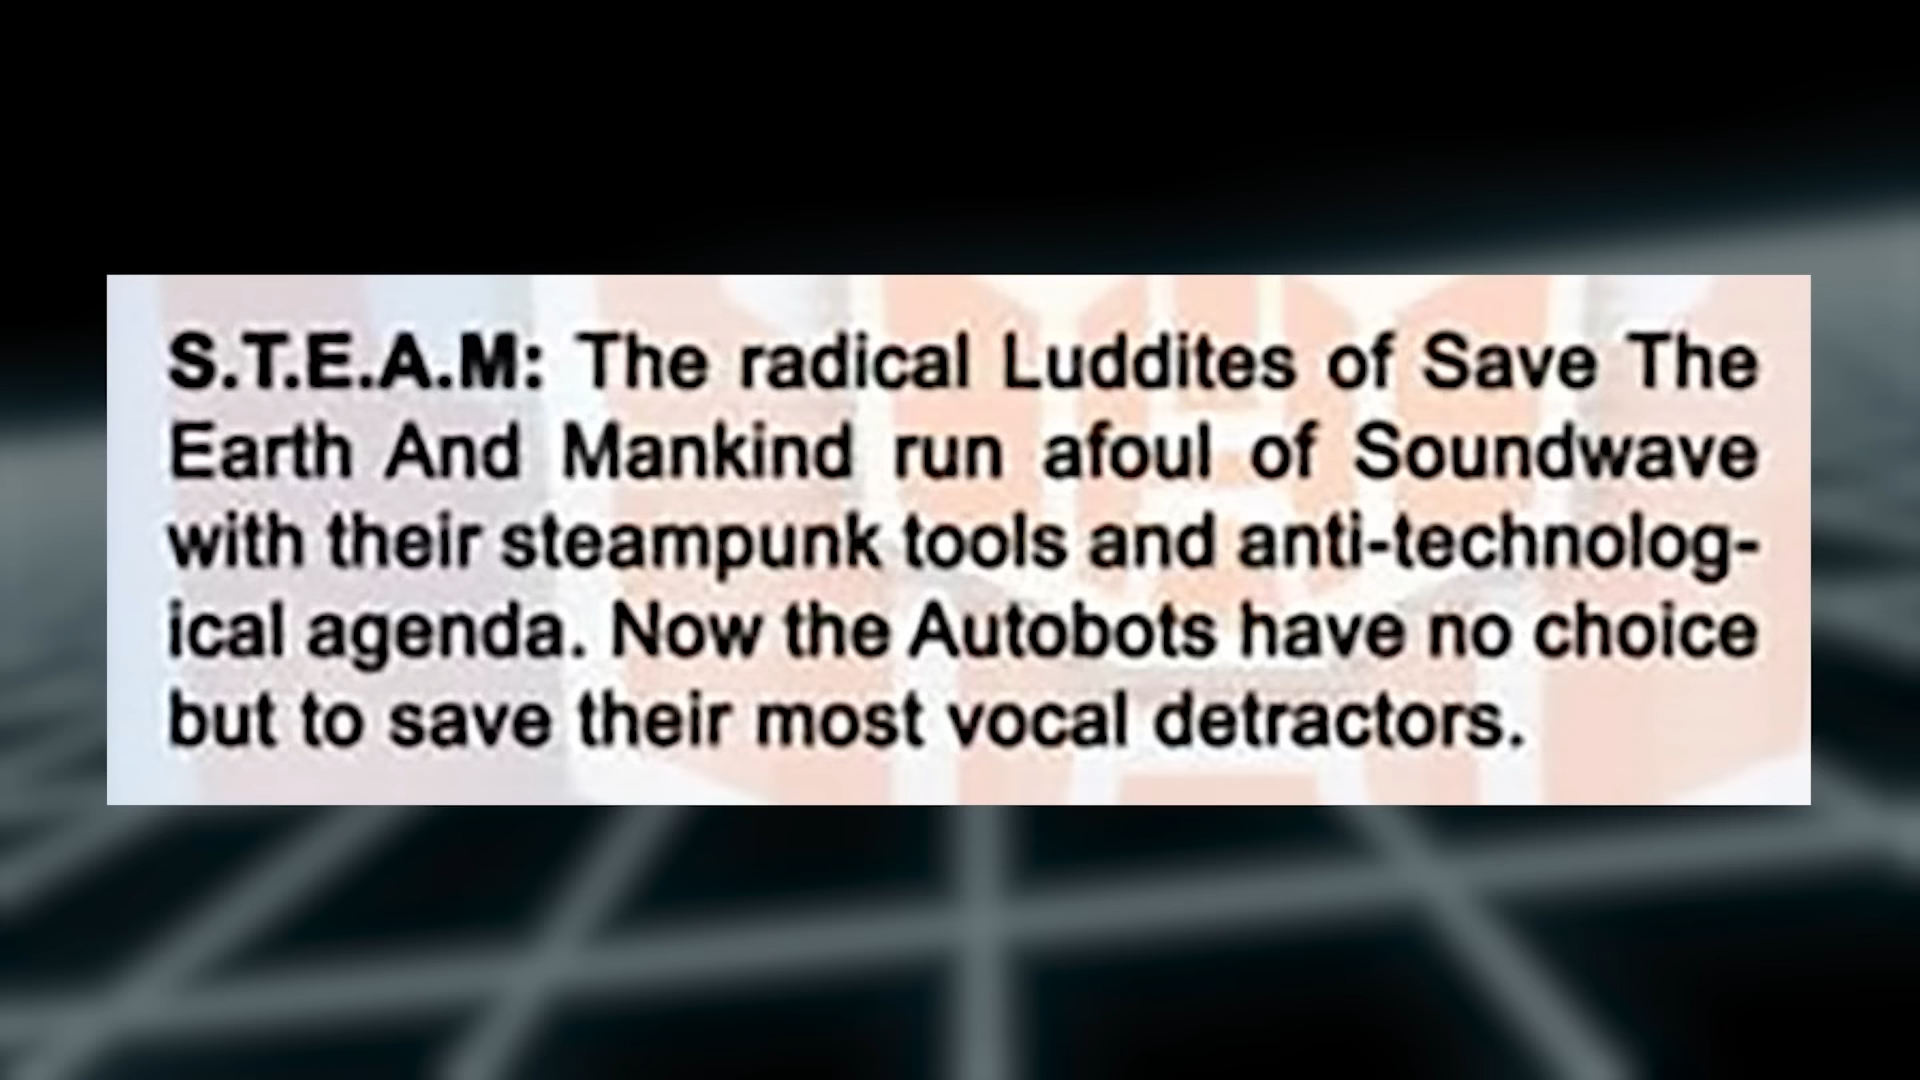 S.T.E.A.M: The radical Luddites of Save The
Earth And Mankind run afoul of Soundwave
with their steampunk tools and anti-technolog-
ical agenda. Now the Autobots have no choice
but to save their most vocal detractors.